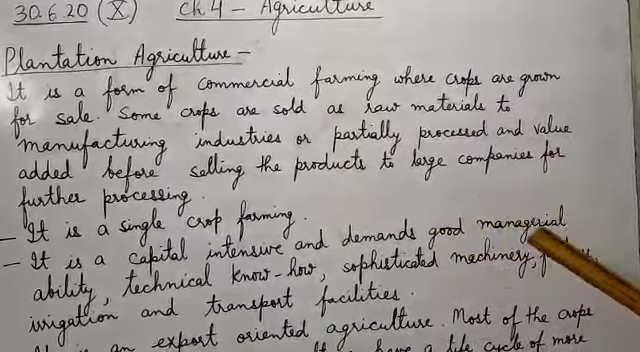 30.6.20 (X) Ch 4 - Agriculture
Plantation Agriculture -
It is a form of commercial farming where crops are grown
for sale. Some crops are sold as raw materials to
manufacturing industries or partially processed and value
added before selling the products to large companies for
further processing.
- It is a single crop farming.
- It is a capital intensive and demands good managerial
ability, technical know-how, sophisticated machinery,
irrigation and transport facilities.
is an export oriented agriculture. Most of the crops
have a life cycle of more